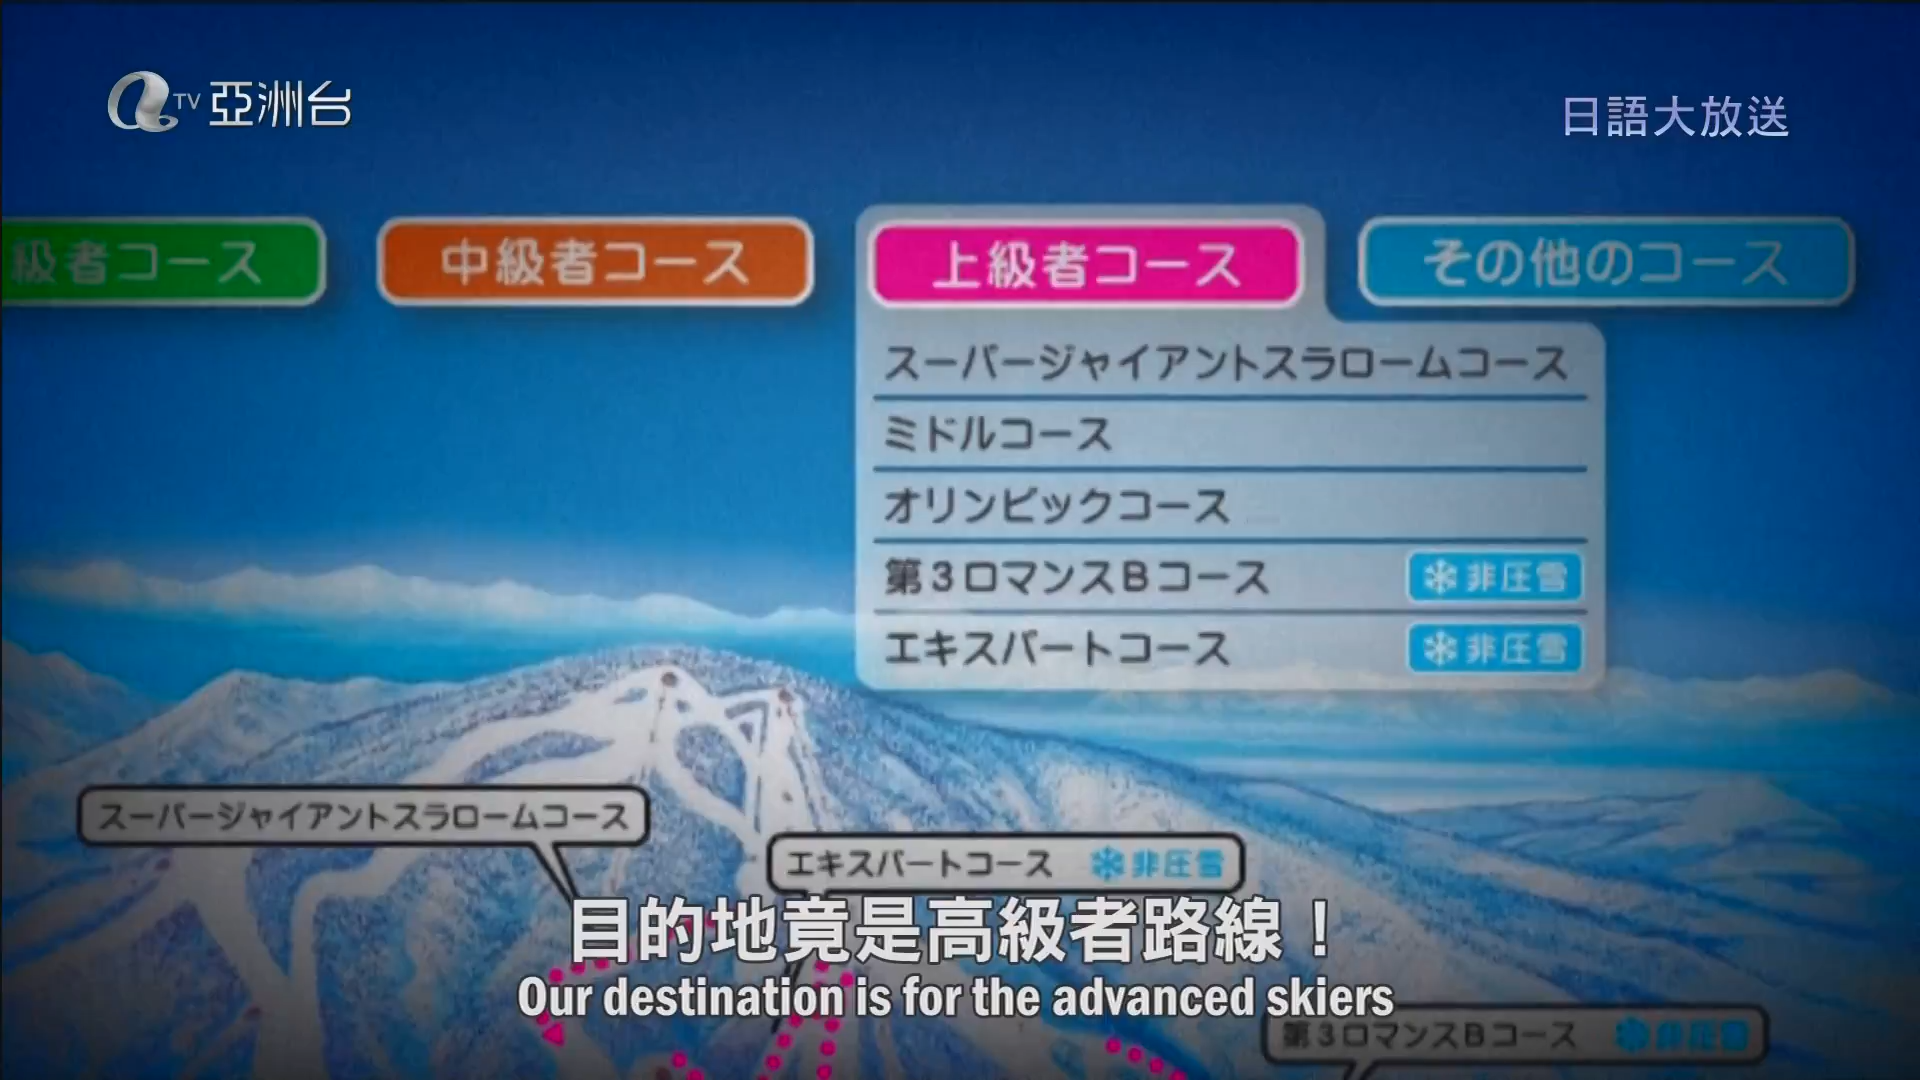 TV 亞洲台
日語大放送
級者コース
中級者コース
上級者コース
その他のコース
スーパージャイアントスラロームコース
ミドルコース
オリンピックコース
第3ロマンスBコース 非圧雪
エキスパートコース 非圧雪
スーパージャイアントスラロームコース
エキスパートコース 非圧雪
目的地竟是高級者路線！
Our destination is for the advanced skiers
第3ロマンスBコース 非圧雪